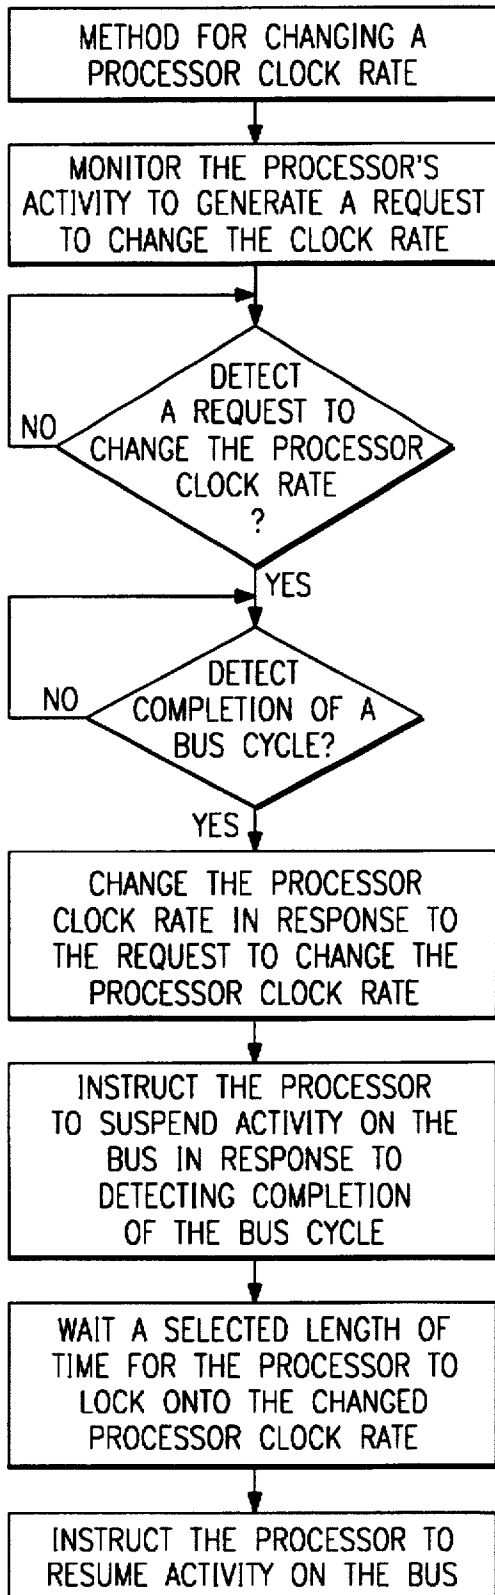 METHOD FOR CHANGING A
PROCESSOR CLOCK RATE
MONITOR THE PROCESSOR'S
ACTIVITY TO GENERATE A REQUEST
TO CHANGE THE CLOCK RATE
DETECT
A REQUEST TO
CHANGE THE PROCESSOR
CLOCK RATE
?
NO
YES
DETECT
COMPLETION OF A
BUS CYCLE?
NO
YES
CHANGE THE PROCESSOR
CLOCK RATE IN RESPONSE TO
THE REQUEST TO CHANGE THE
PROCESSOR CLOCK RATE
INSTRUCT THE PROCESSOR
TO SUSPEND ACTIVITY ON THE
BUS IN RESPONSE TO
DETECTING COMPLETION
OF THE BUS CYCLE
WAIT A SELECTED LENGTH OF
TIME FOR THE PROCESSOR TO
LOCK ONTO THE CHANGED
PROCESSOR CLOCK RATE
INSTRUCT THE PROCESSOR TO
RESUME ACTIVITY ON THE BUS